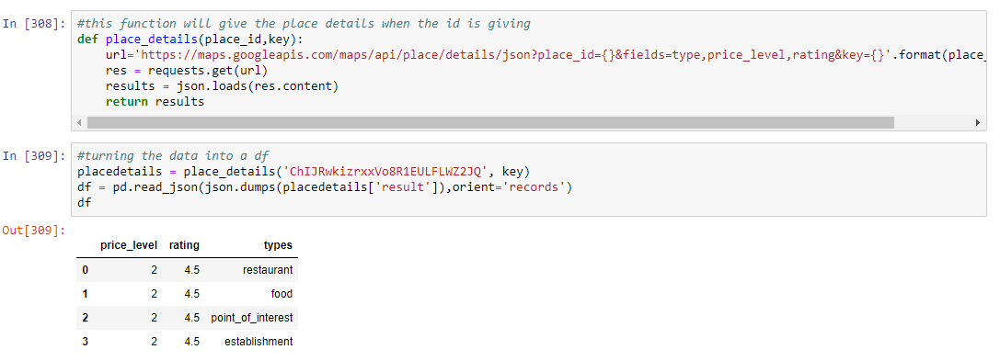 In [308]: #this function will give the place details when the id is giving
def place_details(place_id,key):
    url='https://maps.googleapis.com/maps/api/place/details/json?place_id={}&fields=type,price_level,rating&key={}'.format(place_
    res = requests.get(url)
    results = json.loads(res.content)
    return results
In [309]: #turning the data into a df
placedetails = place_details('ChIJRwkizrxxVo8R1EULFLWZ2JQ', key)
df = pd.read_json(json.dumps(placedetails['result']),orient='records')
df
Out[309]:
price_level rating types
0 2 4.5 restaurant
1 2 4.5 food
2 2 4.5 point_of_interest
3 2 4.5 establishment